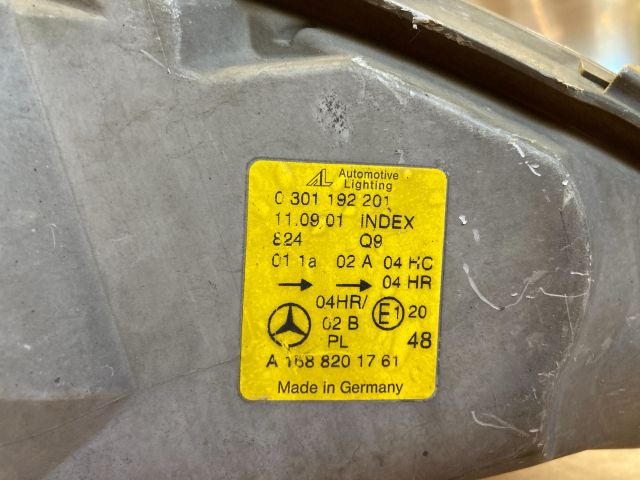 AL Automotive
Lighting
0 301 192 201
11.09 01 INDEX
824 Q9
01 1a 02 A 04 HC
→ → 04 HR
04HR/
02 B E1 20
PL 48
A 168 820 17 61
Made in Germany